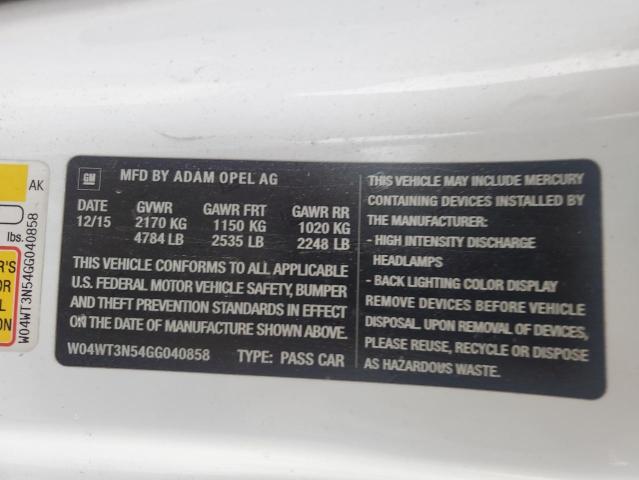 AK
lbs.
R'S
OR
L
ION
W04WT3N54GG040858
GM
MFD BY ADAM OPEL AG
DATE GVWR GAWR FRT GAWR RR
12/15 2170 KG 1150 KG 1020 KG
4784 LB 2535 LB 2248 LB
THIS VEHICLE CONFORMS TO ALL APPLICABLE
U.S. FEDERAL MOTOR VEHICLE SAFETY, BUMPER
AND THEFT PREVENTION STANDARDS IN EFFECT
ON THE DATE OF MANUFACTURE SHOWN ABOVE.
W04WT3N54GG040858 TYPE: PASS CAR
THIS VEHICLE MAY INCLUDE MERCURY
CONTAINING DEVICES INSTALLED BY
THE MANUFACTURER:
- HIGH INTENSITY DISCHARGE
HEADLAMPS
- BACK LIGHTING COLOR DISPLAY
REMOVE DEVICES BEFORE VEHICLE
DISPOSAL. UPON REMOVAL OF DEVICES,
PLEASE REUSE, RECYCLE OR DISPOSE
AS HAZARDOUS WASTE.